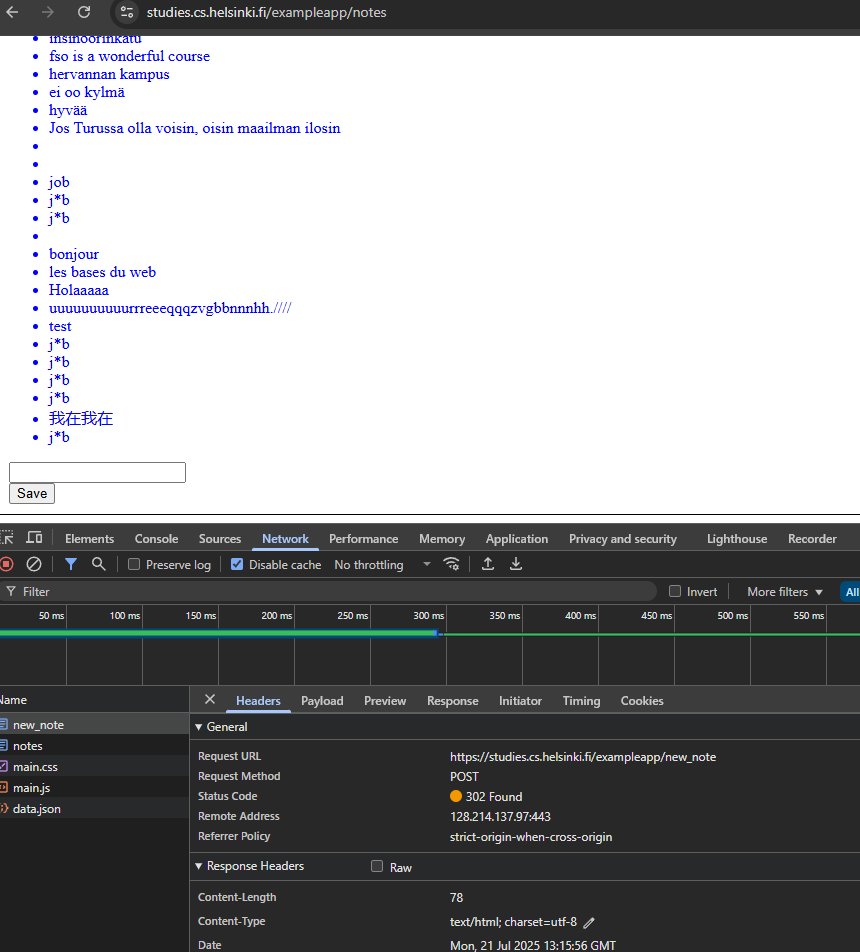 studies.cs.helsinki.fi/exampleapp/notes
insinöörinkatu
fso is a wonderful course
hervannan kampus
ei oo kylmä
hyvää
Jos Turussa olla voisin, oisin maailman ilosin
job
j*b
j*b
bonjour
les bases du web
Holaaaaa
uuuuuuuuuurrreeeqqqzvgbbnnnhh.////
test
j*b
j*b
j*b
j*b
我在我在
j*b
Save
Elements Console Sources Network Performance Memory Application Privacy and security Lighthouse Recorder
Preserve log Disable cache No throttling
Filter Invert More filters All
50 ms 100 ms 150 ms 200 ms 250 ms 300 ms 350 ms 400 ms 450 ms 500 ms 550 ms
Name Headers Payload Preview Response Initiator Timing Cookies
new_note
notes
main.css
main.js
data.json
General
Request URL https://studies.cs.helsinki.fi/exampleapp/new_note
Request Method POST
Status Code 302 Found
Remote Address 128.214.137.97:443
Referrer Policy strict-origin-when-cross-origin
Response Headers Raw
Content-Length 78
Content-Type text/html; charset=utf-8
Date Mon, 21 Jul 2025 13:15:56 GMT